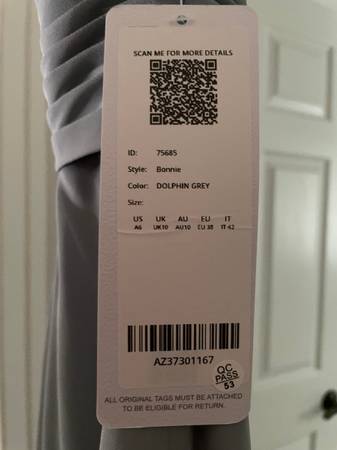 SCAN ME FOR MORE DETAILS
ID: 75685
Style: Bonnie
Color: DOLPHIN GREY
Size:
US UK AU EU IT
A6 UK10 AU10 EU 38 IT 42
AZ37301167
QC
PASS
53
ALL ORIGINAL TAGS MUST BE ATTACHED
TO BE ELIGIBLE FOR RETURN.